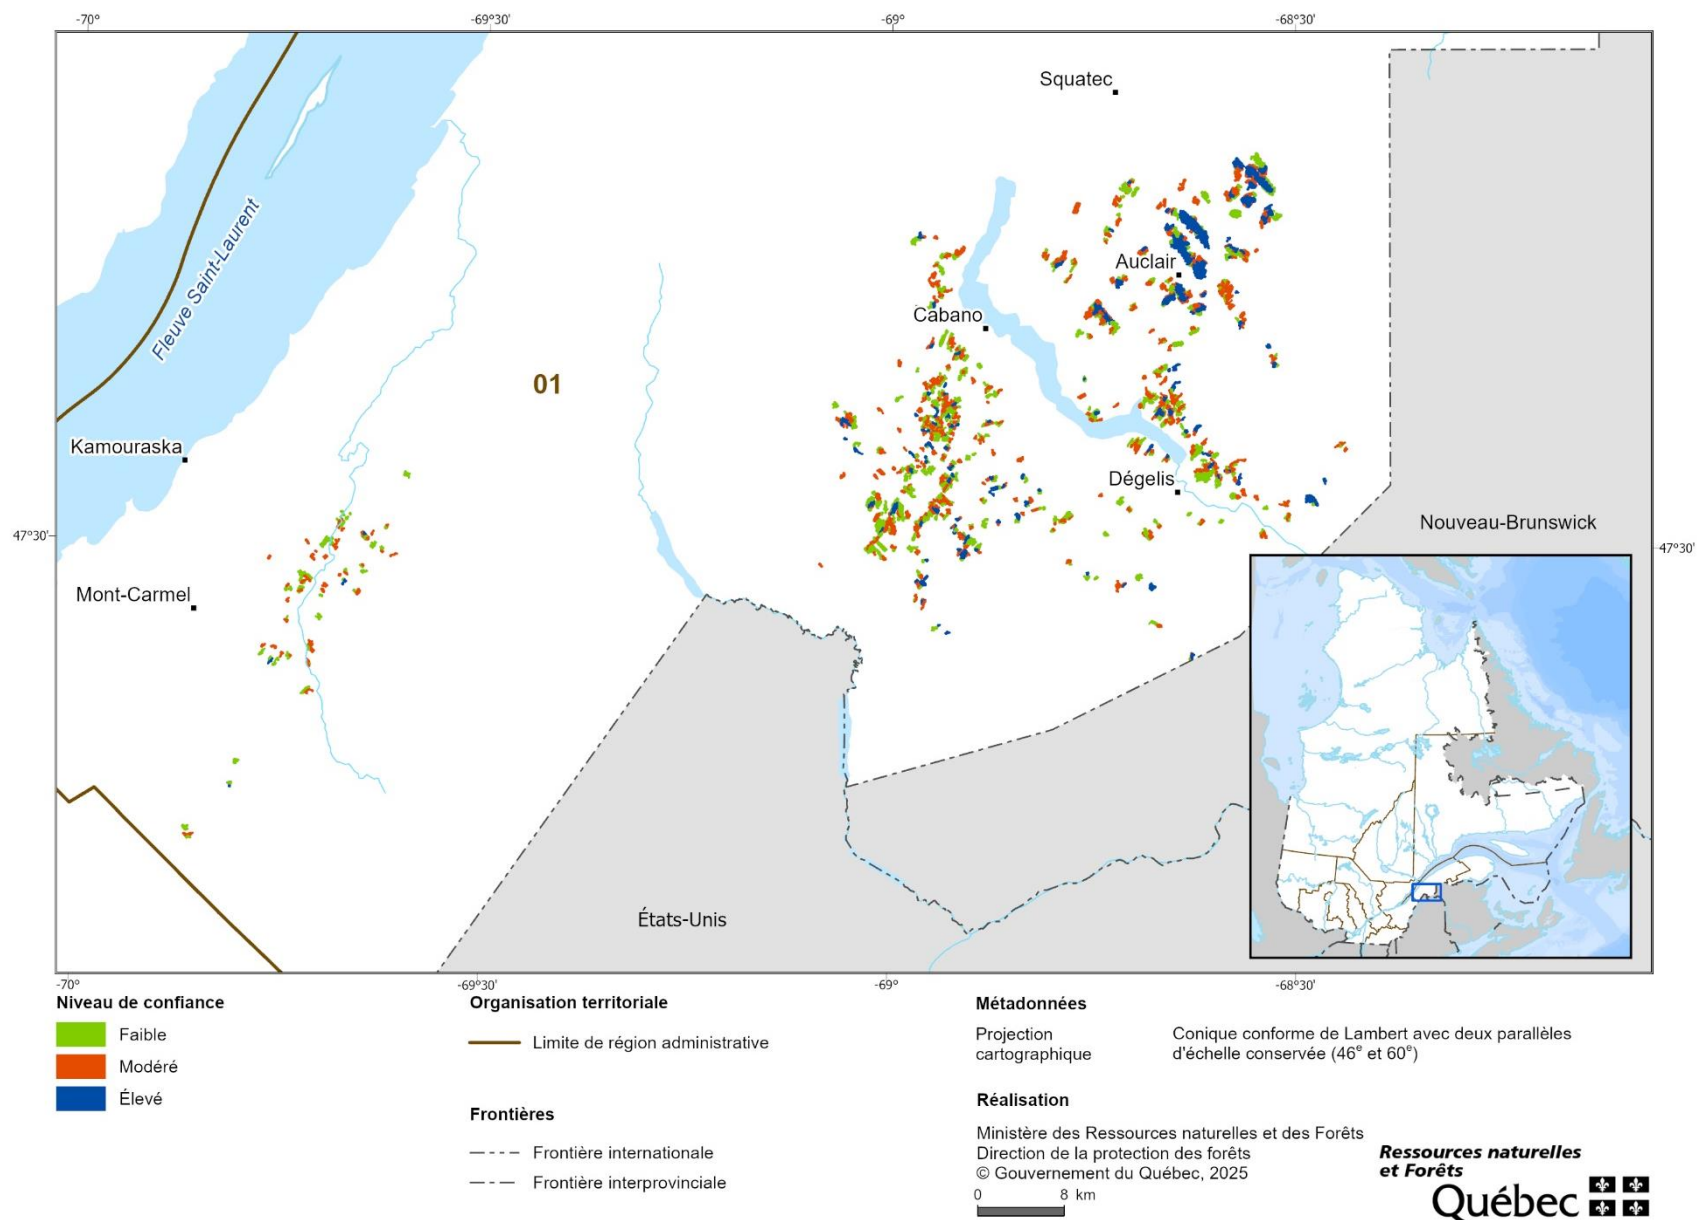 -70°
-69°30'
-69°
-68°30'
Squatec
Fleuve Saint-Laurent
Auclair
Cabano
01
Kamouraska
Dégelis
Nouveau-Brunswick
47°30'
47°30'
Mont-Carmel
États-Unis
-70°
-69°30'
-69°
-68°30'
Niveau de confiance
Faible
Modéré
Élevé
Organisation territoriale
Limite de région administrative
Frontières
Frontière internationale
Frontière interprovinciale
Métadonnées
Projection
cartographique
Conique conforme de Lambert avec deux parallèles
d'échelle conservée (46e et 60e)
Réalisation
Ministère des Ressources naturelles et des Forêts
Direction de la protection des forêts
© Gouvernement du Québec, 2025
0 8 km
Ressources naturelles
et Forêts
Québec